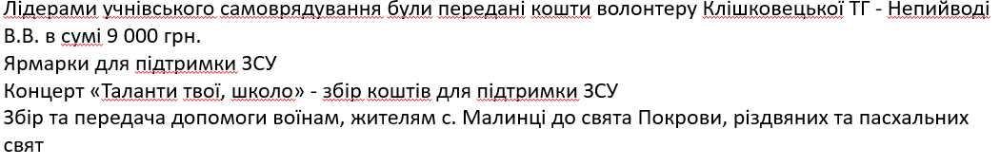 Лідерами учнівського самоврядування були передані кошти волонтеру Клішковецької ТГ - Непийводі
В.В. в сумі 9 000 грн.
Ярмарки для підтримки ЗСУ
Концерт «Таланти твої, школо» - збір коштів для підтримки ЗСУ
Збір та передача допомоги воїнам, жителям с. Малинці до свята Покрови, різдвяних та пасхальних
свят